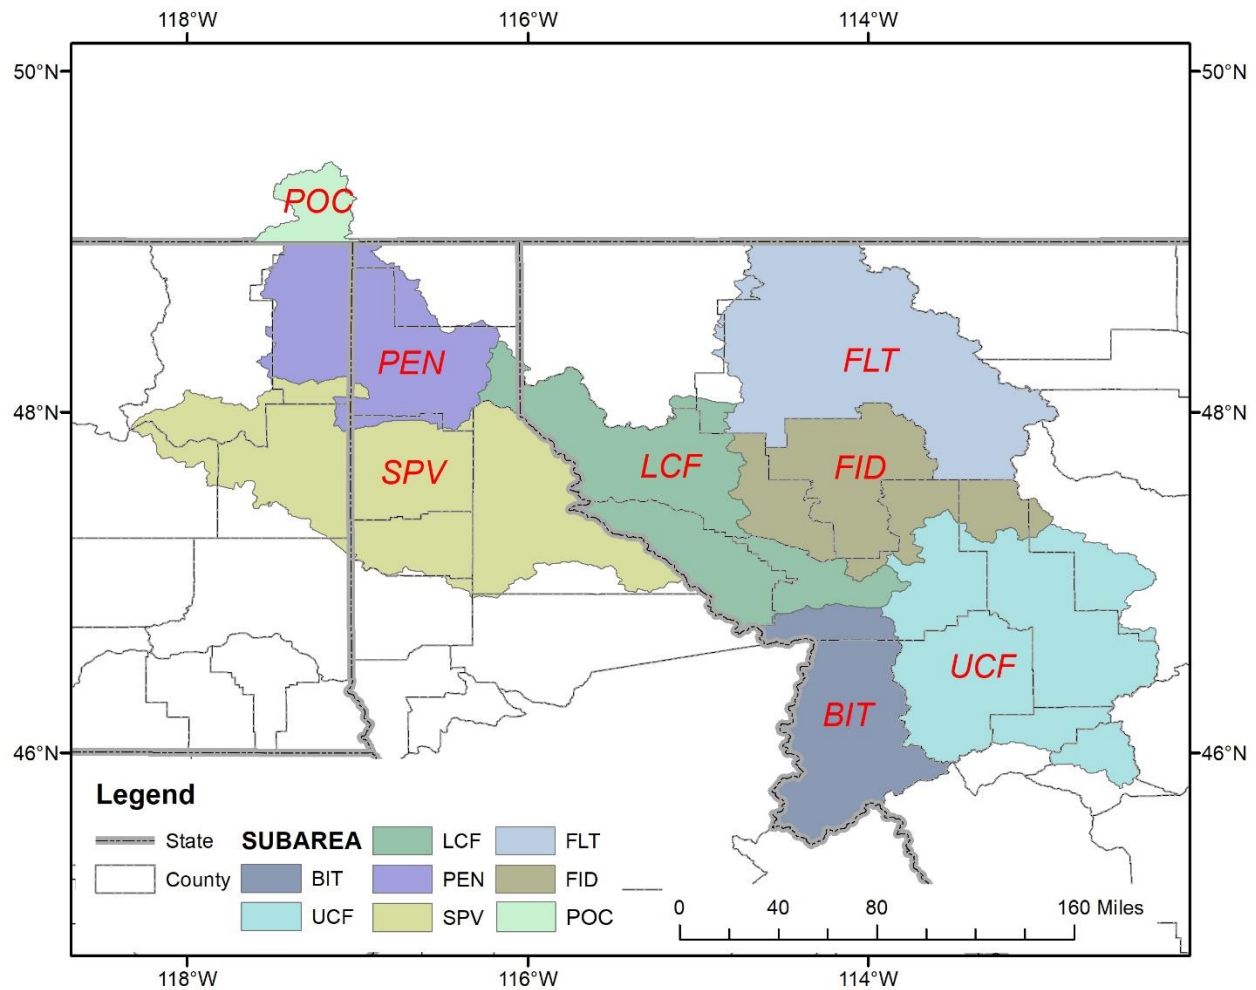 118°W 116°W 114°W
50°N 50°N
POC
PEN FLT
48°N 48°N
SPV LCF FID
UCF
BIT
46°N 46°N
Legend
State SUBAREA LCF FLT
County BIT PEN FID
UCF SPV POC
0 40 80 160 Miles
118°W 116°W 114°W